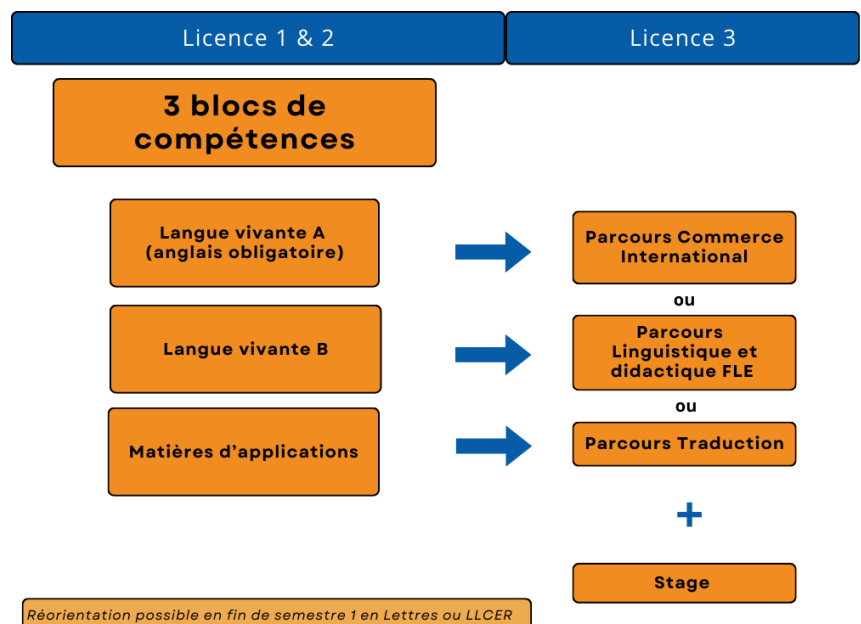 Licence 1 & 2
Licence 3
3 blocs de
compétences
Langue vivante A
(anglais obligatoire)
Parcours Commerce
International
ou
Langue vivante B
Parcours
Linguistique et
didactique FLE
ou
Matières d'applications
Parcours Traduction
+
Stage
Réorientation possible en fin de semestre 1 en Lettres ou LLCER